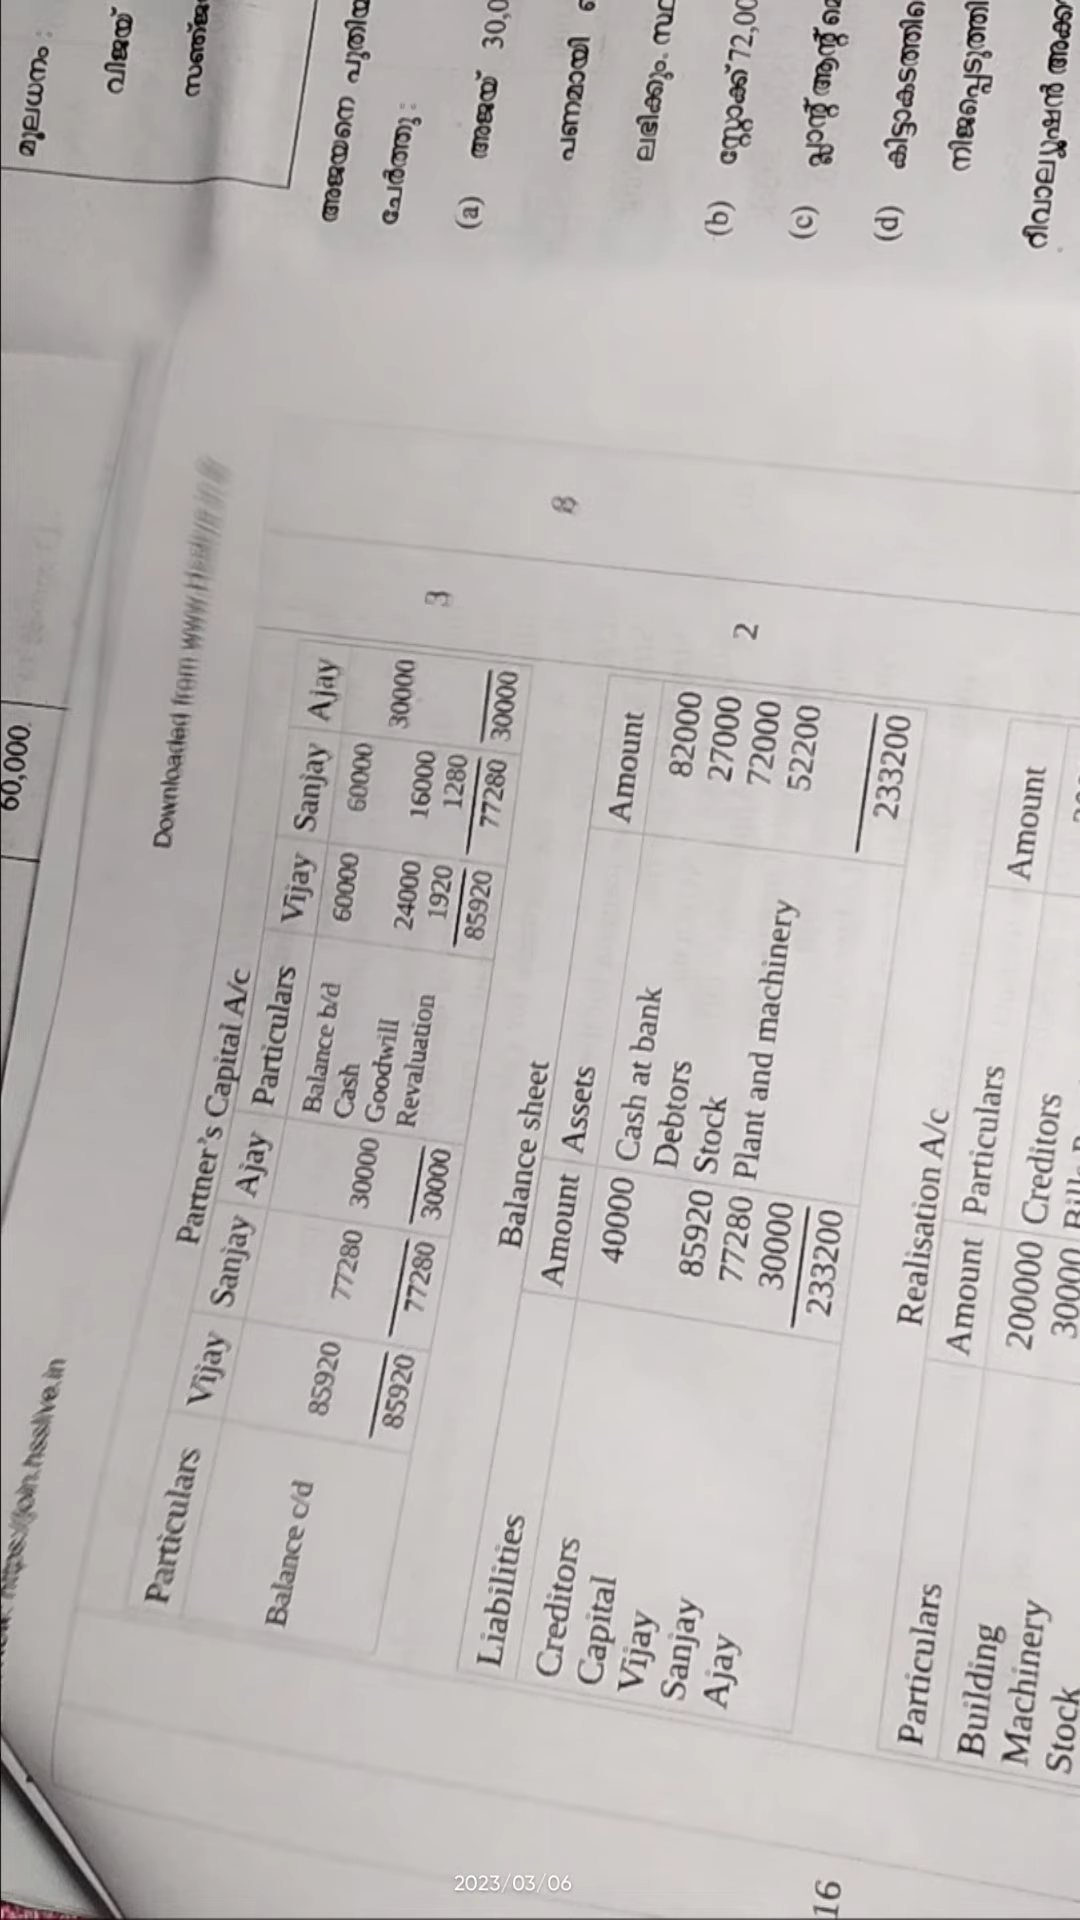 60,000
മൂലധനം :
വിജയ്
അജയനെ
ചേർത്തു :
(a) അജയ് 30,0
പണമായി
ലഭിക്കും.
(b) സ്റ്റോക്ക് 72,00
(c) പ്ലാന്റ് ആന്റ് മെ
(d) കിട്ടാകടത്തിലെ
നിജപ്പെടുത്തി
റീവാല്യൂഷൻ അക്ക
Downloaded from www.
join.hsslive.in
Partner's Capital A/c
Particulars Vijay Sanjay Ajay Particulars Vijay Sanjay Ajay
Balance b/d 60000 60000
Balance c/d 85920 77280 30000 Cash 30000
Goodwill 24000 16000
Revaluation 1920 1280
85920 77280 30000 85920 77280 30000
3
8
Balance sheet
Liabilities Amount Assets Amount
Creditors 40000 Cash at bank 82000
Capital Debtors 27000
Vijay 85920 Stock 72000
Sanjay 77280 Plant and machinery 52200
Ajay 30000
233200 233200
2
16
Realisation A/c
Particulars Amount Particulars Amount
Building 200000 Creditors
Machinery 30000
Stock
2023/03/06